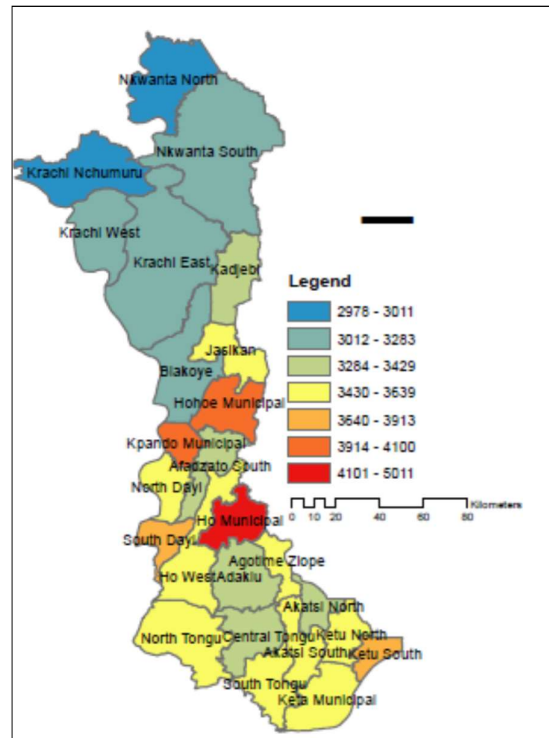 Nkwanta North
Nkwanta South
Krachi Nchumuru
Krachi West
Krachi East
Kadjebi
Legend
2978 - 3011
3012 - 3283
3284 - 3429
3430 - 3639
3640 - 3913
3914 - 4100
4101 - 5011
Kilometers
0 5 10 20 40 60 80
Jasikan
Biakoye
Hohoe Municipal
Kpando Municipal
Afadzato South
North Dayi
Ho Municipal
South Dayi
Agotime Ziope
Ho West
Adaklu
Akatsi North
North Tongu
Central Tongu
Ketu North
Akatsi South
Ketu South
South Tongu
Keta Municipal